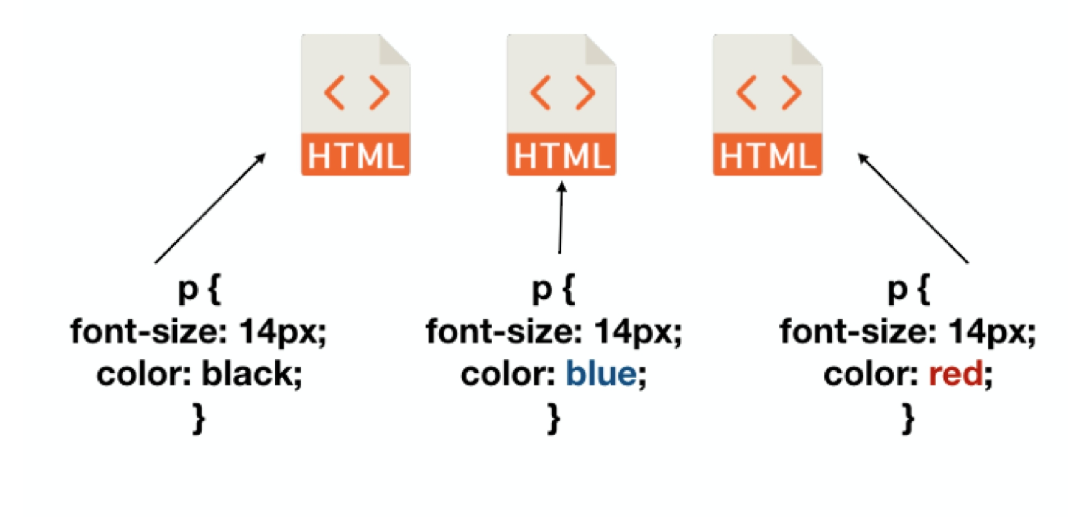 < >
HTML
< >
HTML
< >
HTML
p {
font-size: 14px;
color: black;
}
p {
font-size: 14px;
color: blue;
}
p {
font-size: 14px;
color: red;
}